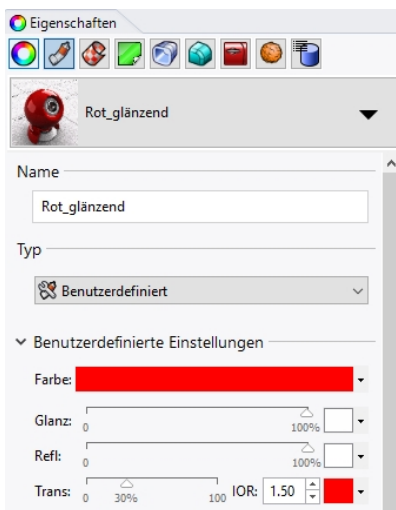 Eigenschaften
Rot_glänzend
Name
Rot_glänzend
Typ
Benutzerdefiniert
Benutzerdefinierte Einstellungen
Farbe:
Glanz: 0 100%
Refl: 0 100%
Trans: 0 30% 100 IOR: 1.50